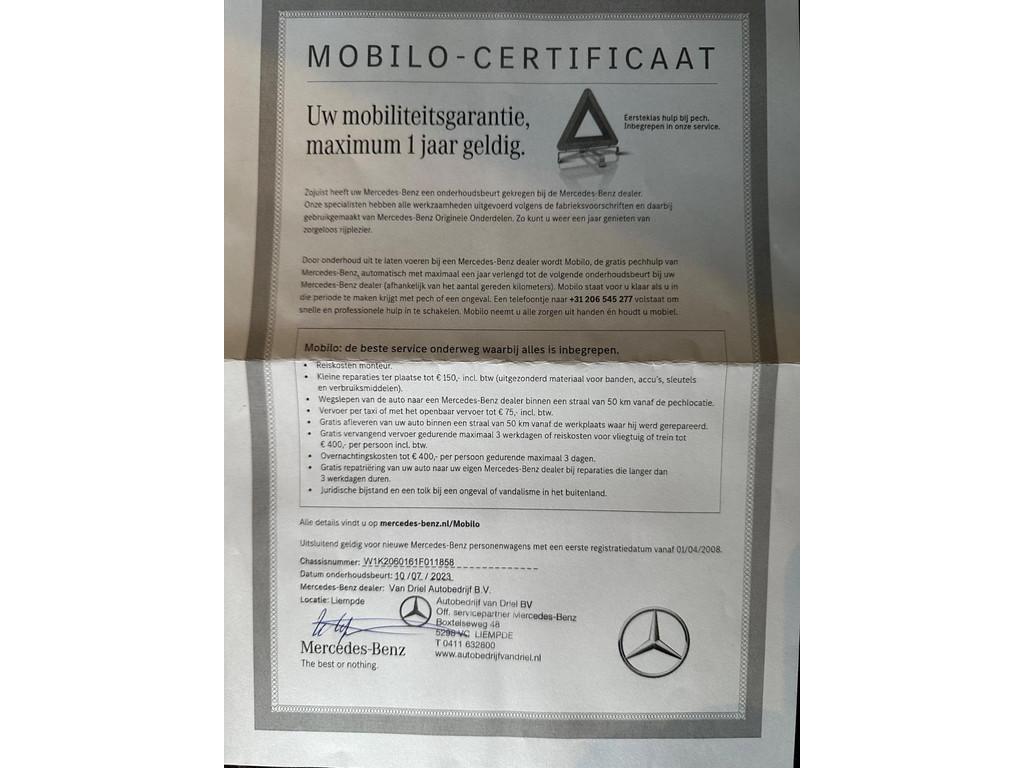 MOBILO-CERTIFICAAT
Uw mobiliteitsgarantie,
maximum 1 jaar geldig.
Eersteklas hulp bij pech.
Inbegrepen in onze service.
Zojuist heeft uw Mercedes-Benz een onderhoudsbeurt gekregen bij de Mercedes-Benz dealer.
Onze specialisten hebben alle werkzaamheden uitgevoerd volgens de fabrieksvoorschriften en daarbij
gebruikgemaakt van Mercedes-Benz Originele Onderdelen. Zo kunt u weer een jaar genieten van
zorgeloos rijplezier.
Door onderhoud uit te laten voeren bij een Mercedes-Benz dealer wordt Mobilo, de gratis pechhulp van
Mercedes-Benz, automatisch met maximaal een jaar verlengd tot de volgende onderhoudsbeurt bij uw
Mercedes-Benz dealer (afhankelijk van het aantal gereden kilometers). Mobilo staat voor u klaar als u in
die periode te maken krijgt met pech of een ongeval. Een telefoontje naar +31 206 545 277 volstaat om
snelle en professionele hulp in te schakelen. Mobilo neemt u alle zorgen uit handen én houdt u mobiel.
Mobilo: de beste service onderweg waarbij alles is inbegrepen.
• Reiskosten monteur.
• Kleine reparaties ter plaatse tot € 150,- incl. btw (uitgezonderd materiaal voor banden, accu's, sleutels
en verbruiksmiddelen).
• Wegslepen van de auto naar een Mercedes-Benz dealer binnen een straal van 50 km vanaf de pechlocatie.
• Vervoer per taxi of met het openbaar vervoer tot € 75,- incl. btw.
• Gratis afleveren van uw auto binnen een straal van 50 km vanaf de werkplaats waar hij werd gerepareerd.
• Gratis vervangend vervoer gedurende maximaal 3 werkdagen of reiskosten voor vliegtuig of trein tot
€ 400,- per persoon incl. btw.
• Overnachtingskosten tot € 400,- per persoon gedurende maximaal 3 dagen.
• Gratis repatriëring van uw auto naar uw eigen Mercedes-Benz dealer bij reparaties die langer dan
3 werkdagen duren.
• Juridische bijstand en een tolk bij een ongeval of vandalisme in het buitenland.
Alle details vindt u op mercedes-benz.nl/Mobilo
Uitsluitend geldig voor nieuwe Mercedes-Benz personenwagens met een eerste registratiedatum vanaf 01/04/2008.
Chassisnummer: W1K2060161F011858
Datum onderhoudsbeurt: 10 / 07 / 2023
Mercedes-Benz dealer: Van Driel Autobedrijf B.V.
Locatie: Liempde
Autobedrijf van Driel BV
Off. servicepartner Mercedes-Benz
Boxtelseweg 48
5298 VC LIEMPDE
T 0411 632800
www.autobedrijfvandriel.nl
Mercedes-Benz
The best or nothing.